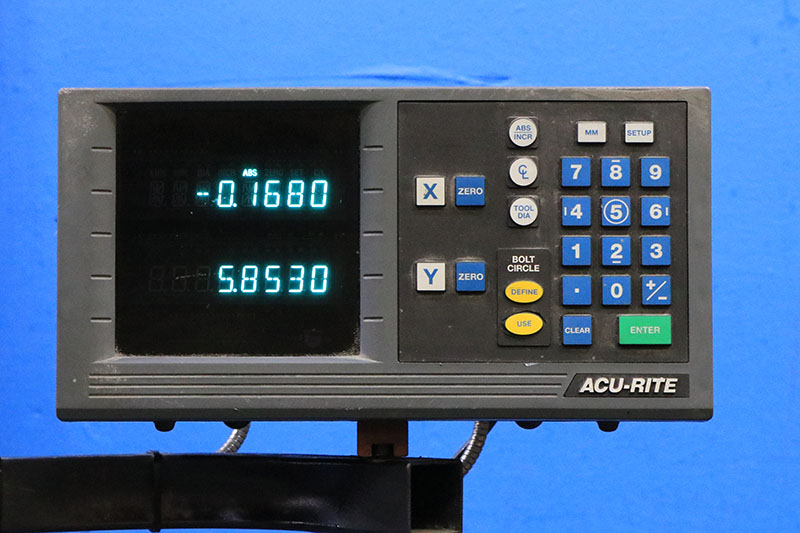 ABS
-0.1680
5.8530
ABS
INCR
MM
SETUP
X
ZERO
CL
7
8
9
TOOL
DIA
4
5
6
Y
ZERO
BOLT
CIRCLE
DEFINE
USE
1
2
3
.
0
+/-
CLEAR
ENTER
ACU-RITE